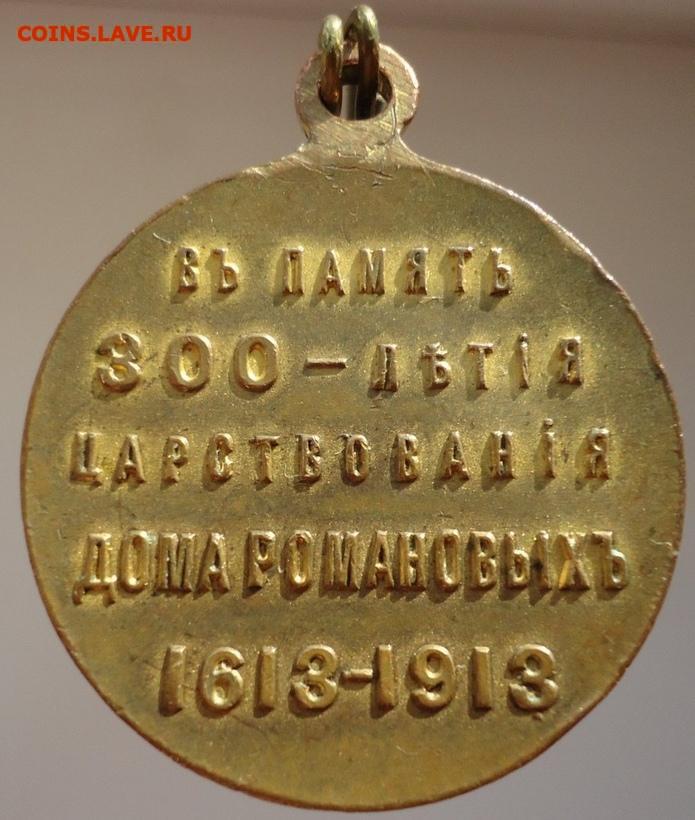 COINS.LAVE.RU
ВЪ ПАМЯТЬ
300-ЛѢТІЯ
ЦАРСТВОВАНІЯ
ДОМА РОМАНОВЫХЪ
1613-1913